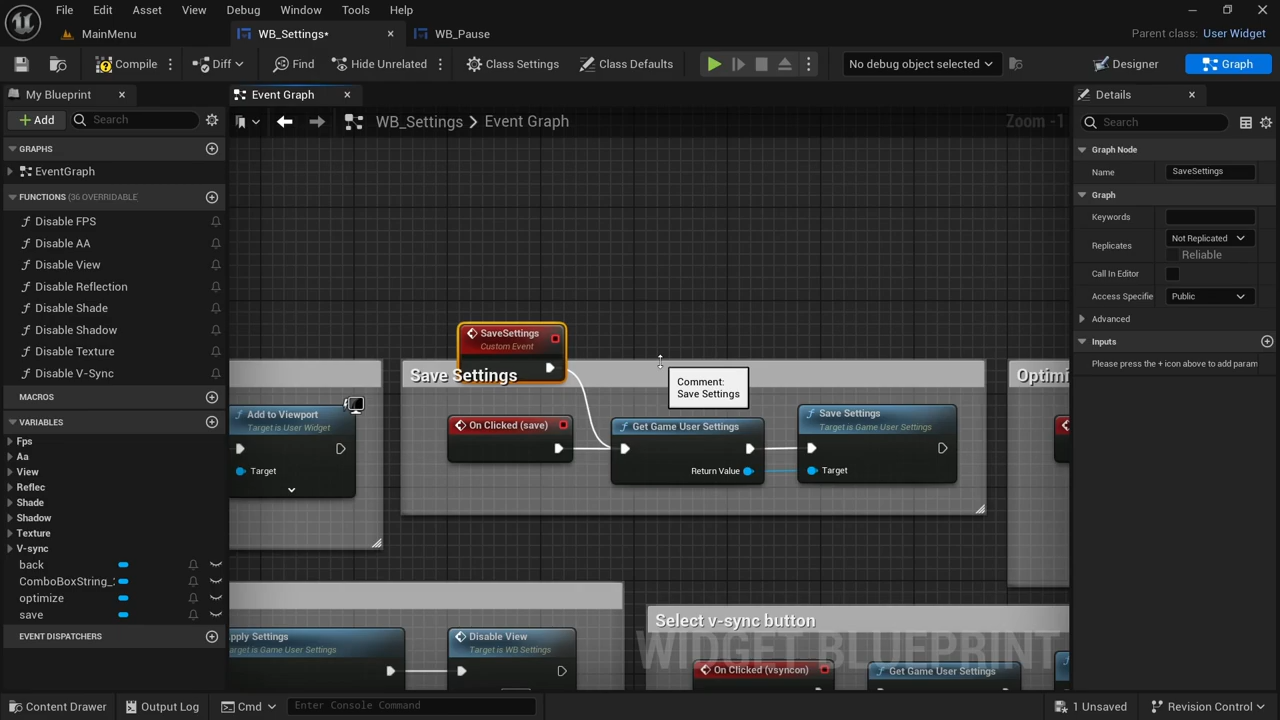 File Edit Asset View Debug Window Tools Help
MainMenu WB_Settings* WB_Pause Parent class: User Widget
Compile Diff Find Hide Unrelated Class Settings Class Defaults No debug object selected Designer Graph
My Blueprint Event Graph Details
Add Search WB_Settings > Event Graph Zoom -1 Search
GRAPHS
EventGraph
FUNCTIONS (36 OVERRIDABLE
Disable FPS
Disable AA
Disable View
Disable Reflection
Disable Shade
Disable Shadow
Disable Texture
Disable V-Sync
MACROS
VARIABLES
Fps
Aa
View
Reflec
Shade
Shadow
Texture
V-sync
back
ComboBoxString_
optimize
save
EVENT DISPATCHERS
SaveSettings
Custom Event
Save Settings
Comment:
Save Settings
Optimi
Add to Viewport
Target is User Widget
Target
On Clicked (save)
Get Game User Settings
Return Value
Save Settings
Target is Game User Settings
Target
pply Settings
Target is Game User Settings
Disable View
Target is WB Settings
Select v-sync button
On Clicked (vsyncon)
Get Game User Settings
WIDGET BLUEPRINT
Graph Node
Name SaveSettings
Graph
Keywords
Replicates Not Replicated
Reliable
Call In Editor
Access Specifie Public
Advanced
Inputs
Please press the + icon above to add param
Content Drawer Output Log Cmd Enter Console Command 1 Unsaved Revision Control